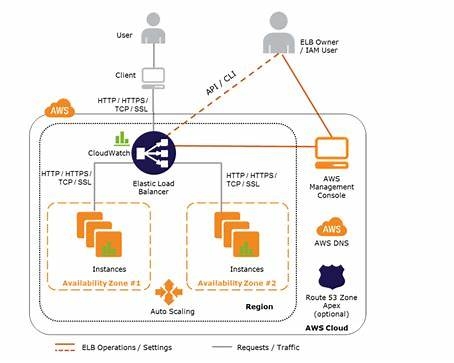 User
ELB Owner
/ IAM User
Client
API / CLI
HTTP / HTTPS /
TCP / SSL
AWS
CloudWatch
HTTP / HTTPS /
TCP / SSL
Elastic Load
Balancer
HTTP / HTTPS /
TCP / SSL
AWS
Management
Console
AWS
AWS DNS
Instances
Instances
Availability Zone #1
Availability Zone #2
Auto Scaling
Region
Route 53 Zone
Apex
(optional)
AWS Cloud
ELB Operations / Settings
Requests / Traffic